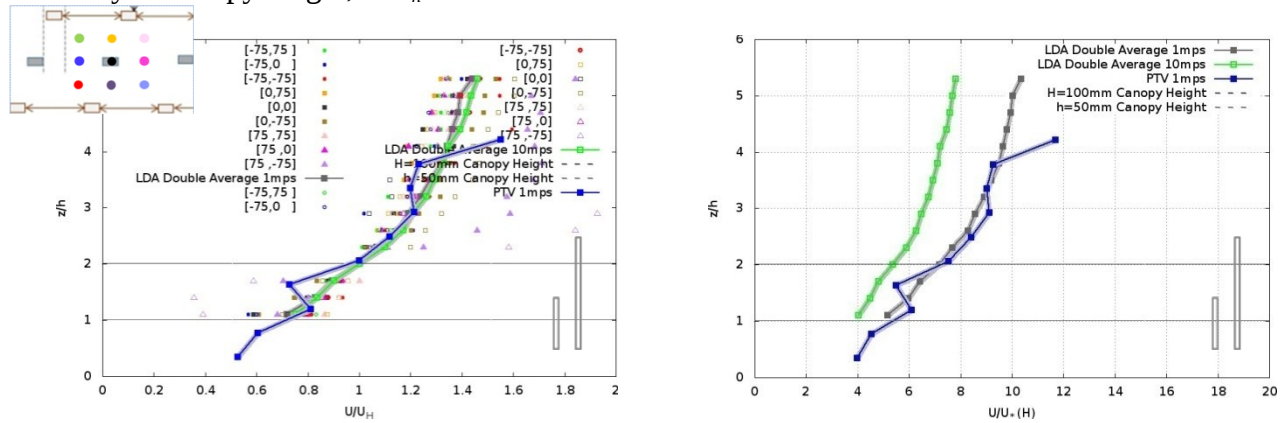 [-75,75 ]
[-75,0 ]
[-75,-75]
[0,75]
[0,0]
[0,-75]
[75 ,75]
[75 ,0]
[75 ,-75]
LDA Double Average 1mps
[-75,75]
[-75,0 ]
[-75,-75]
[0,75]
[0,0]
[0,-75]
[75 ,75]
[75 ,0]
[75 ,-75]
LDA Double Average 10mps
H=100mm Canopy Height
h=50mm Canopy Height
PTV 1mps
z/h
4
3
2
1
0
0 0.2 0.4 0.6 0.8 1 1.2 1.4 1.6 1.8 2
U/U_H
LDA Double Average 1mps
LDA Double Average 10mps
PTV 1mps
H=100mm Canopy Height
h=50mm Canopy Height
z/h
6
5
4
3
2
1
0
0 2 4 6 8 10 12 14 16 18 20
U/U*(H)